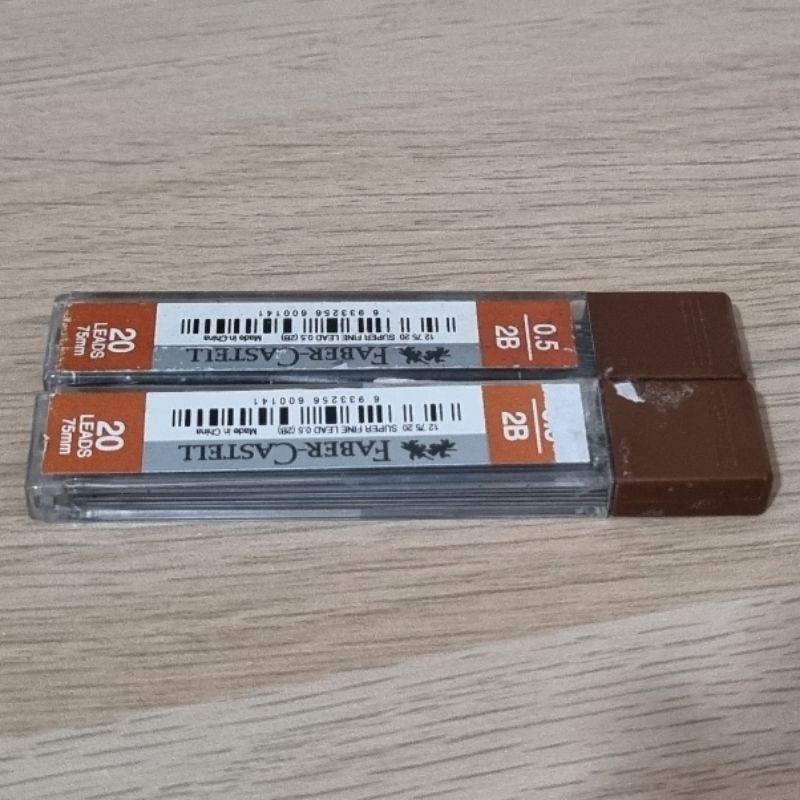 20
LEADS
75mm
6 933256 600141
12 75 20 SUPER FINE LEAD 0.5 (2B) Made in China
FABER-CASTELL
0.5
2B
20
LEADS
75mm
6 933256 600141
12 75 20 SUPER FINE LEAD 0.5 (2B) Made in China
FABER-CASTELL
2B